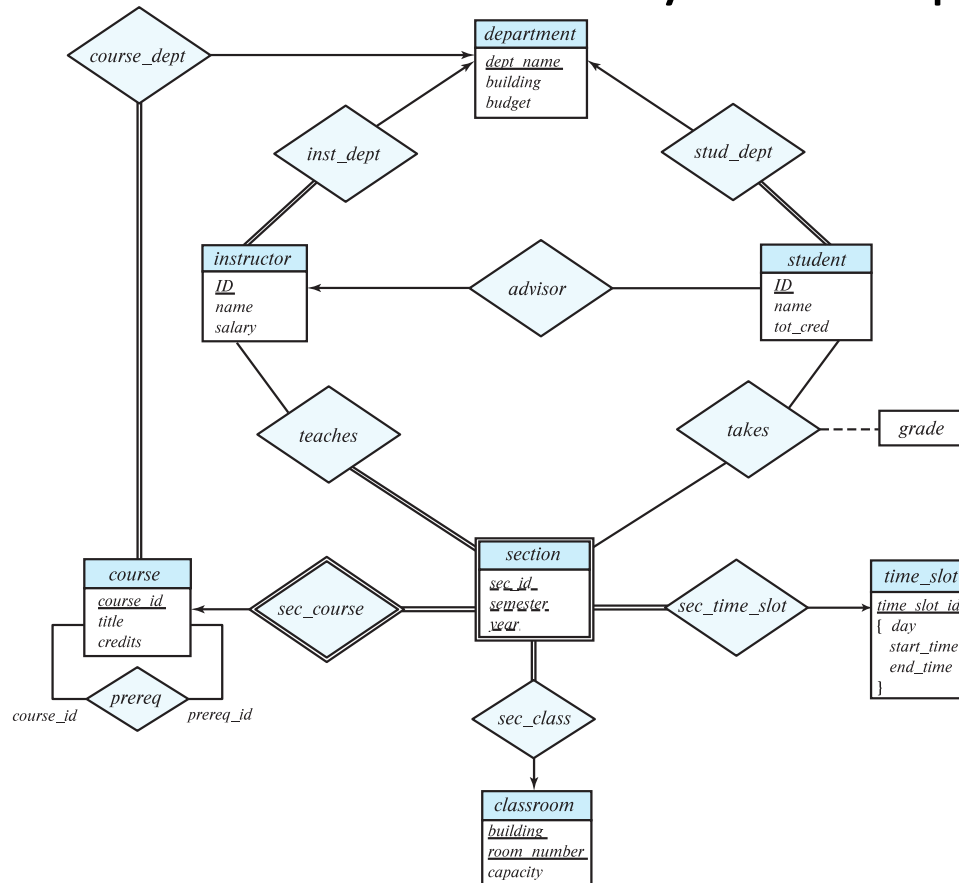 course_dept
department
dept_name
building
budget
inst_dept
stud_dept
instructor
ID
name
salary
advisor
student
ID
name
tot_cred
teaches
takes
grade
course
course_id
title
credits
sec_course
section
sec_id
semester
year
sec_time_slot
time_slot
time_slot_id
{ day
start_time
end_time
}
prereq
course_id
prereq_id
sec_class
classroom
building
room_number
capacity